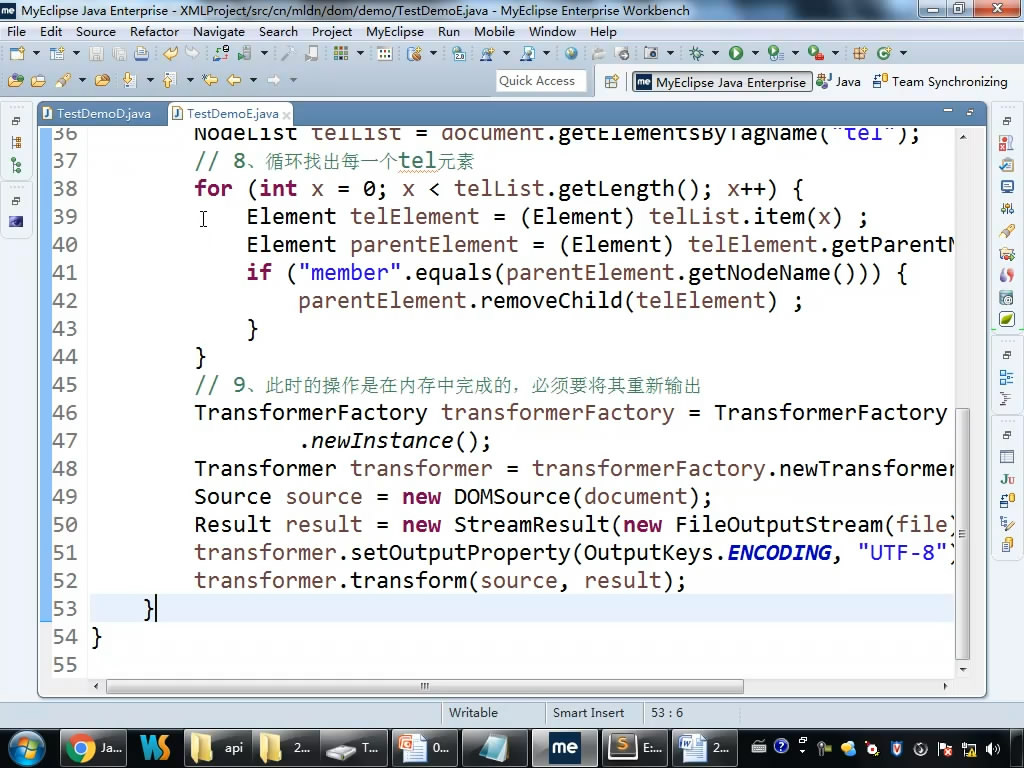 MyEclipse Java Enterprise - XMLProject/src/cn/mldn/dom/demo/TestDemoE.java - MyEclipse Enterprise Workbench
File Edit Source Refactor Navigate Search Project MyEclipse Run Mobile Window Help
Quick Access
MyEclipse Java Enterprise
Java
Team Synchronizing
TestDemoD.java
TestDemoE.java
36 NodeList telList = document.getElementsByTagName("tel");
37 // 8、循环找出每一个tel元素
38 for (int x = 0; x < telList.getLength(); x++) {
39 Element telElement = (Element) telList.item(x) ;
40 Element parentElement = (Element) telElement.getParentN
41 if ("member".equals(parentElement.getNodeName())) {
42 parentElement.removeChild(telElement) ;
43 }
44 }
45 // 9、此时的操作是在内存中完成的，必须要将其重新输出
46 TransformerFactory transformerFactory = TransformerFactory
47 .newInstance();
48 Transformer transformer = transformerFactory.newTransformer
49 Source source = new DOMSource(document);
50 Result result = new StreamResult(new FileOutputStream(file)
51 transformer.setOutputProperty(OutputKeys.ENCODING, "UTF-8")
52 transformer.transform(source, result);
53 }
54 }
55
Writable Smart Insert 53 : 6
Ja... api 2... T... 0... me E:... 2...